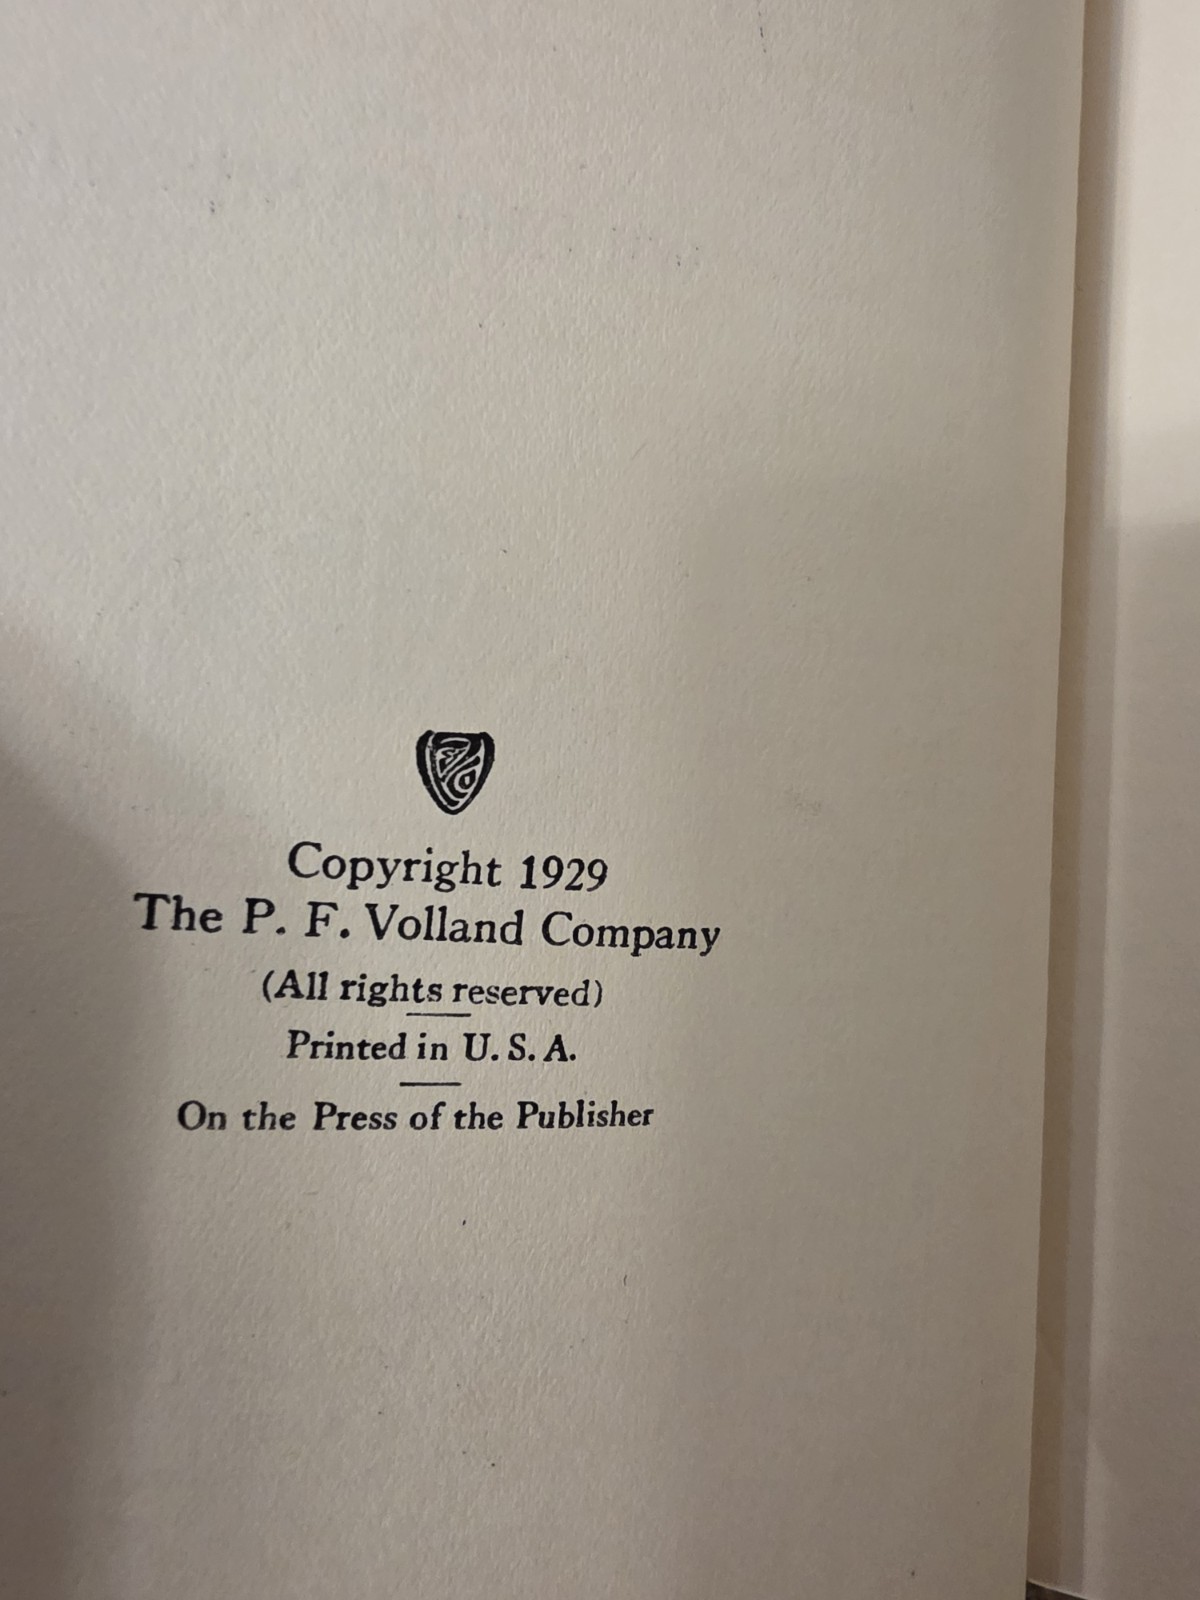 Copyright 1929
The P. F. Volland Company
(All rights reserved)
Printed in U. S. A.
On the Press of the Publisher